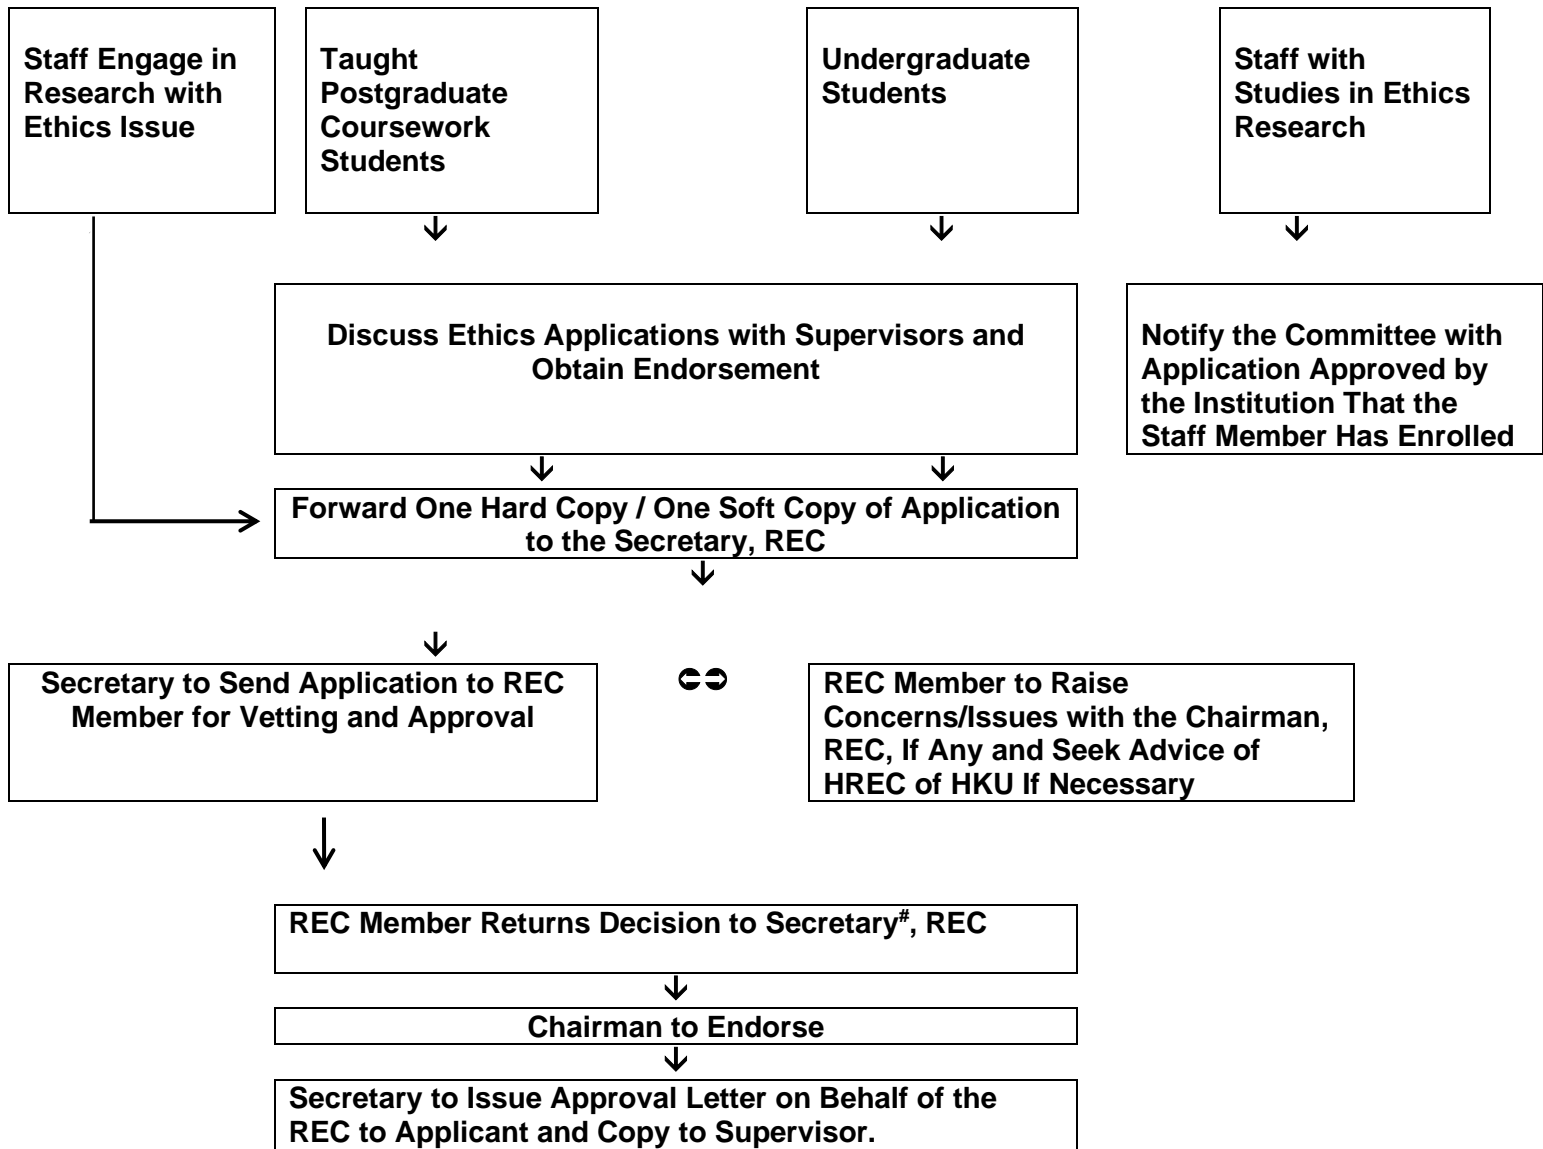 Staff Engage in
Research with
Ethics Issue
Taught
Postgraduate
Coursework
Students
Undergraduate
Students
Staff with
Studies in Ethics
Research
Discuss Ethics Applications with Supervisors and
Obtain Endorsement
Notify the Committee with
Application Approved by
the Institution That the
Staff Member Has Enrolled
Forward One Hard Copy / One Soft Copy of Application
to the Secretary, REC
Secretary to Send Application to REC
Member for Vetting and Approval
REC Member to Raise
Concerns/Issues with the Chairman,
REC, If Any and Seek Advice of
HREC of HKU If Necessary
REC Member Returns Decision to Secretary#, REC
Chairman to Endorse
Secretary to Issue Approval Letter on Behalf of the
REC to Applicant and Copy to Supervisor.